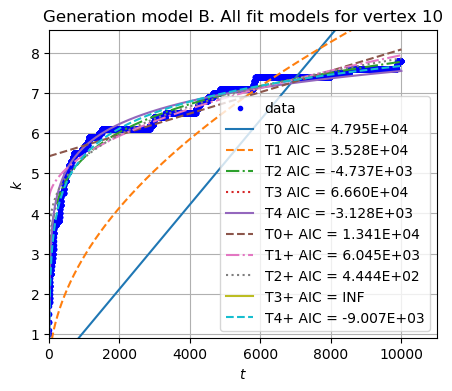 Generation model B. All fit models for vertex 10
8
7
6
5
4
3
2
1
k
data
T0 AIC = 4.795E+04
T1 AIC = 3.528E+04
T2 AIC = -4.737E+03
T3 AIC = 6.660E+04
T4 AIC = -3.128E+03
T0+ AIC = 1.341E+04
T1+ AIC = 6.045E+03
T2+ AIC = 4.444E+02
T3+ AIC = INF
T4+ AIC = -9.007E+03
0 2000 4000 6000 8000 10000
t